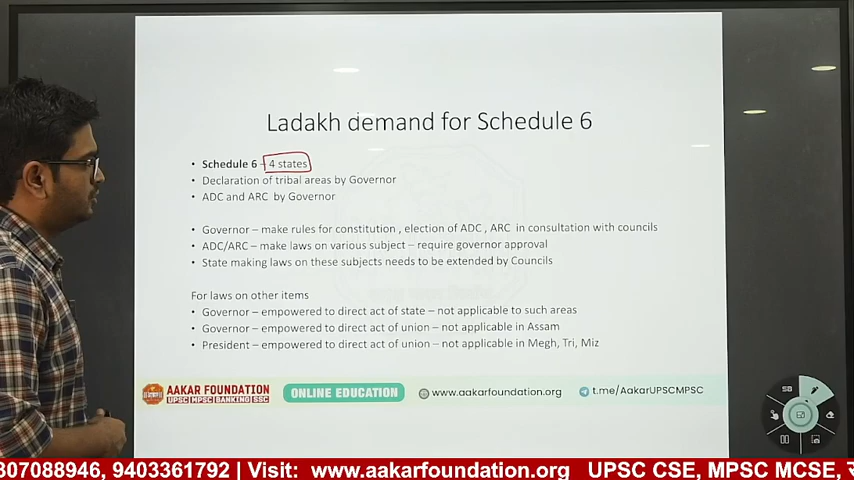 Ladakh demand for Schedule 6
• Schedule 6 – 4 states
• Declaration of tribal areas by Governor
• ADC and ARC by Governor
Governor – make rules for constitution , election of ADC , ARC in consultation with councils
• ADC/ARC – make laws on various subject – require governor approval
• State making laws on these subjects needs to be extended by Councils
For laws on other items
• Governor – empowered to direct act of state – not applicable to such areas
• Governor – empowered to direct act of union – not applicable in Assam
• President – empowered to direct act of union – not applicable in Megh, Tri, Miz
AAKAR FOUNDATION
UPSC MPSC BANKING SSC
ONLINE EDUCATION
www.aakarfoundation.org
t.me/AakarUPSCMPSC
307088946, 9403361792 | Visit: www.aakarfoundation.org UPSC CSE, MPSC MCSE,